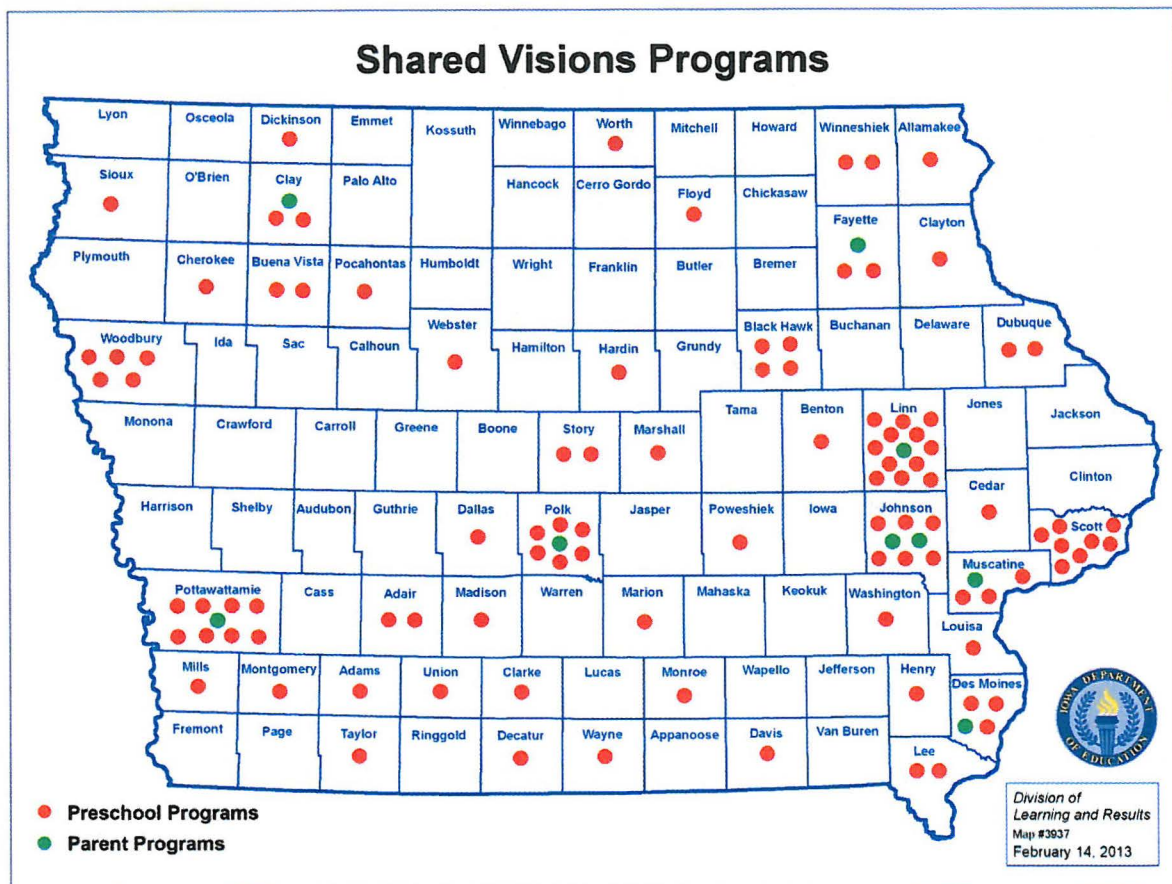 Shared Visions Programs
Lyon
Osceola
Dickinson
Emmet
Kossuth
Winnebago
Worth
Mitchell
Howard
Winneshiek
Allamakee
Sioux
O'Brien
Clay
Palo Alto
Hancock
Cerro Gordo
Floyd
Chickasaw
Fayette
Clayton
Plymouth
Cherokee
Buena Vista
Pocahontas
Humboldt
Wright
Franklin
Butler
Bremer
Woodbury
Ida
Sac
Calhoun
Webster
Hamilton
Hardin
Grundy
Black Hawk
Buchanan
Delaware
Dubuque
Monona
Crawford
Carroll
Greene
Boone
Story
Marshall
Tama
Benton
Linn
Jones
Jackson
Clinton
Harrison
Shelby
Audubon
Guthrie
Dallas
Polk
Jasper
Poweshiek
Iowa
Johnson
Cedar
Scott
Muscatine
Pottawattamie
Cass
Adair
Madison
Warren
Marion
Mahaska
Keokuk
Washington
Louisa
Mills
Montgomery
Adams
Union
Clarke
Lucas
Monroe
Wapello
Jefferson
Henry
Des Moines
Fremont
Page
Taylor
Ringgold
Decatur
Wayne
Appanoose
Davis
Van Buren
Lee
IOWA DEPARTMENT
OF EDUCATION
Preschool Programs
Parent Programs
Division of
Learning and Results
Map #3937
February 14, 2013